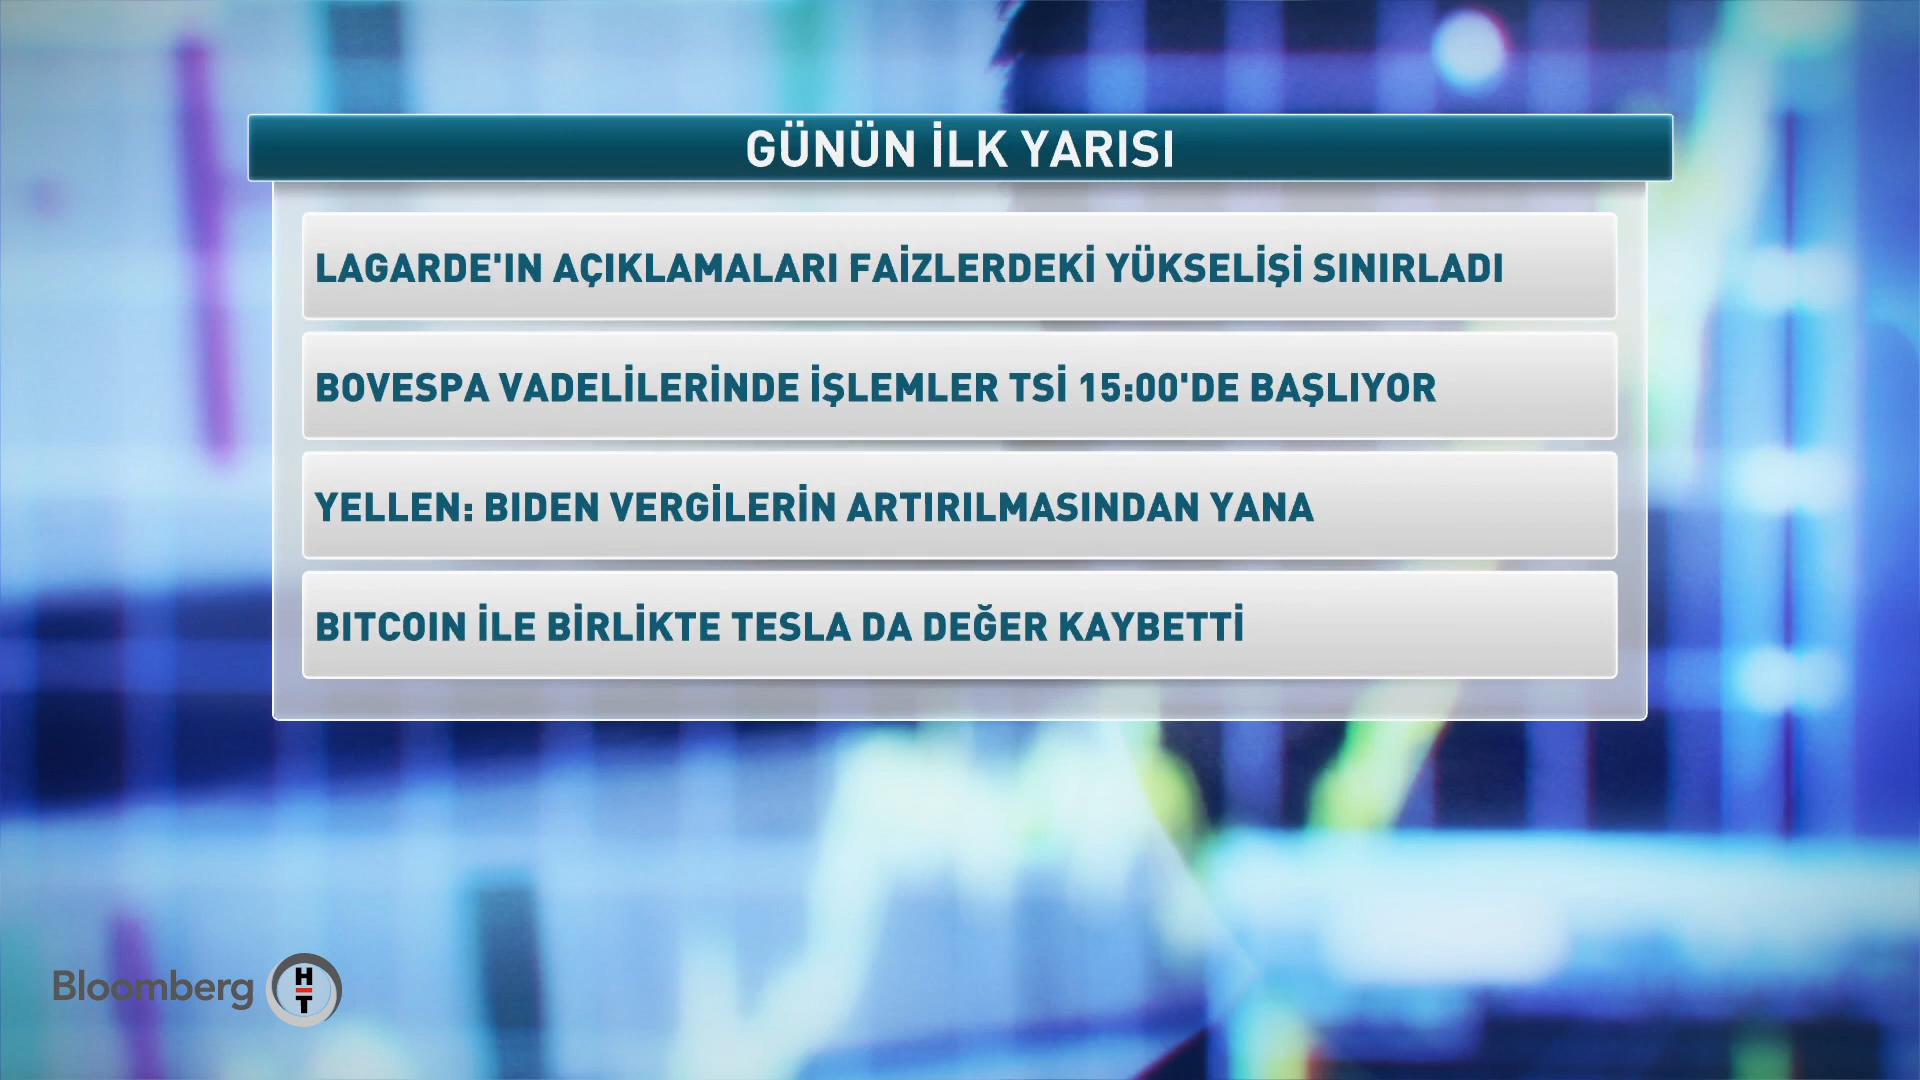 GÜNÜN İLK YARISI
LAGARDE'IN AÇIKLAMALARI FAİZLERDEKİ YÜKSELİŞİ SINIRLADI
BOVESPA VADELİLERİNDE İŞLEMLER TSİ 15:00'DE BAŞLIYOR
YELLEN: BIDEN VERGİLERİN ARTIRILMASINDAN YANA
BITCOIN İLE BİRLİKTE TESLA DA DEĞER KAYBETTİ
Bloomberg HT